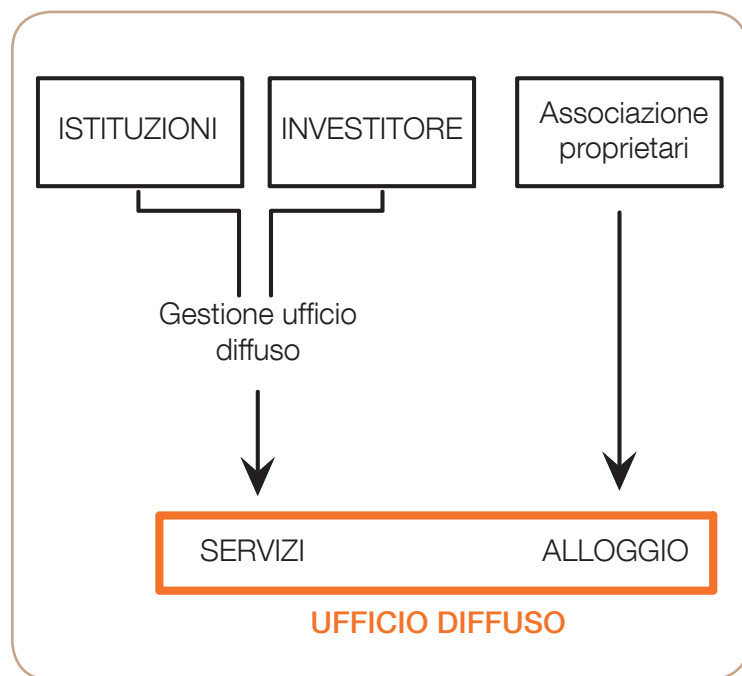 ISTITUZIONI
INVESTITORE
Associazione
proprietari
Gestione ufficio
diffuso
SERVIZI
ALLOGGIO
UFFICIO DIFFUSO